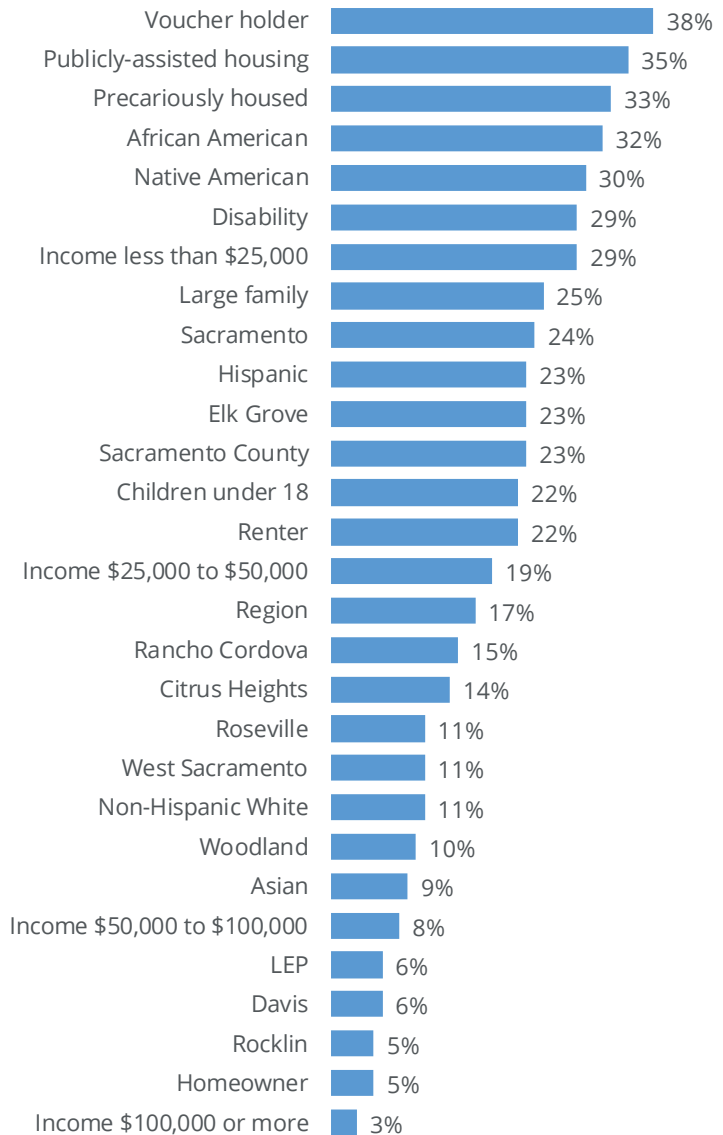 Voucher holder 38%
Publicly-assisted housing 35%
Precariously housed 33%
African American 32%
Native American 30%
Disability 29%
Income less than $25,000 29%
Large family 25%
Sacramento 24%
Hispanic 23%
Elk Grove 23%
Sacramento County 23%
Children under 18 22%
Renter 22%
Income $25,000 to $50,000 19%
Region 17%
Rancho Cordova 15%
Citrus Heights 14%
Roseville 11%
West Sacramento 11%
Non-Hispanic White 11%
Woodland 10%
Asian 9%
Income $50,000 to $100,000 8%
LEP 6%
Davis 6%
Rocklin 5%
Homeowner 5%
Income $100,000 or more 3%